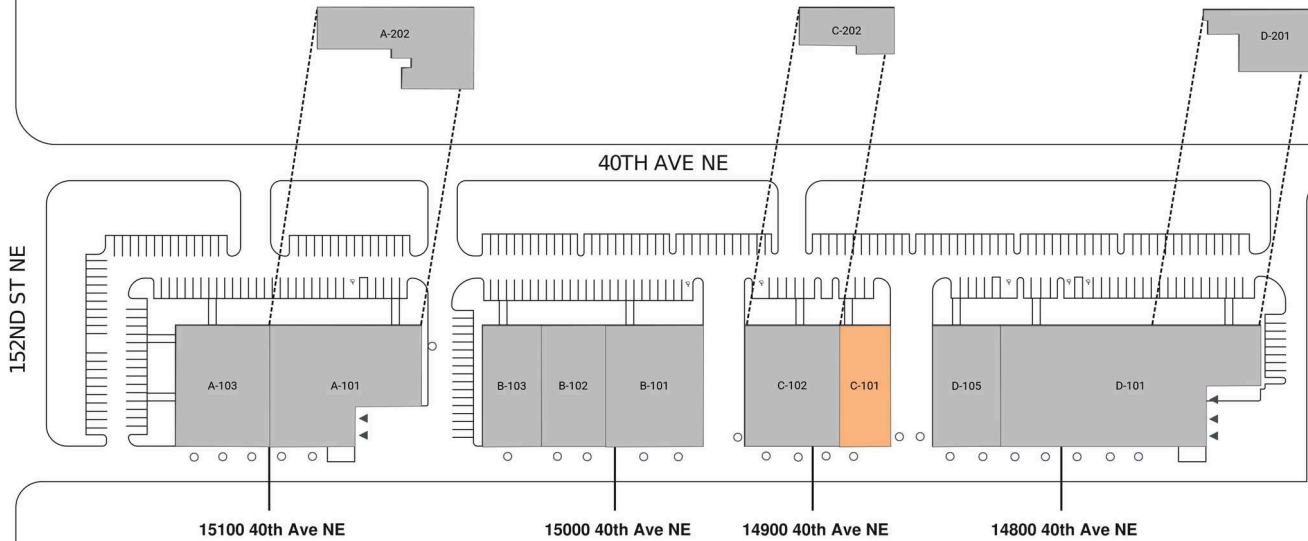 A-202
C-202
D-201
40TH AVE NE
152ND ST NE
A-103
A-101
B-103
B-102
B-101
C-102
C-101
D-105
D-101
15100 40th Ave NE
15000 40th Ave NE
14900 40th Ave NE
14800 40th Ave NE